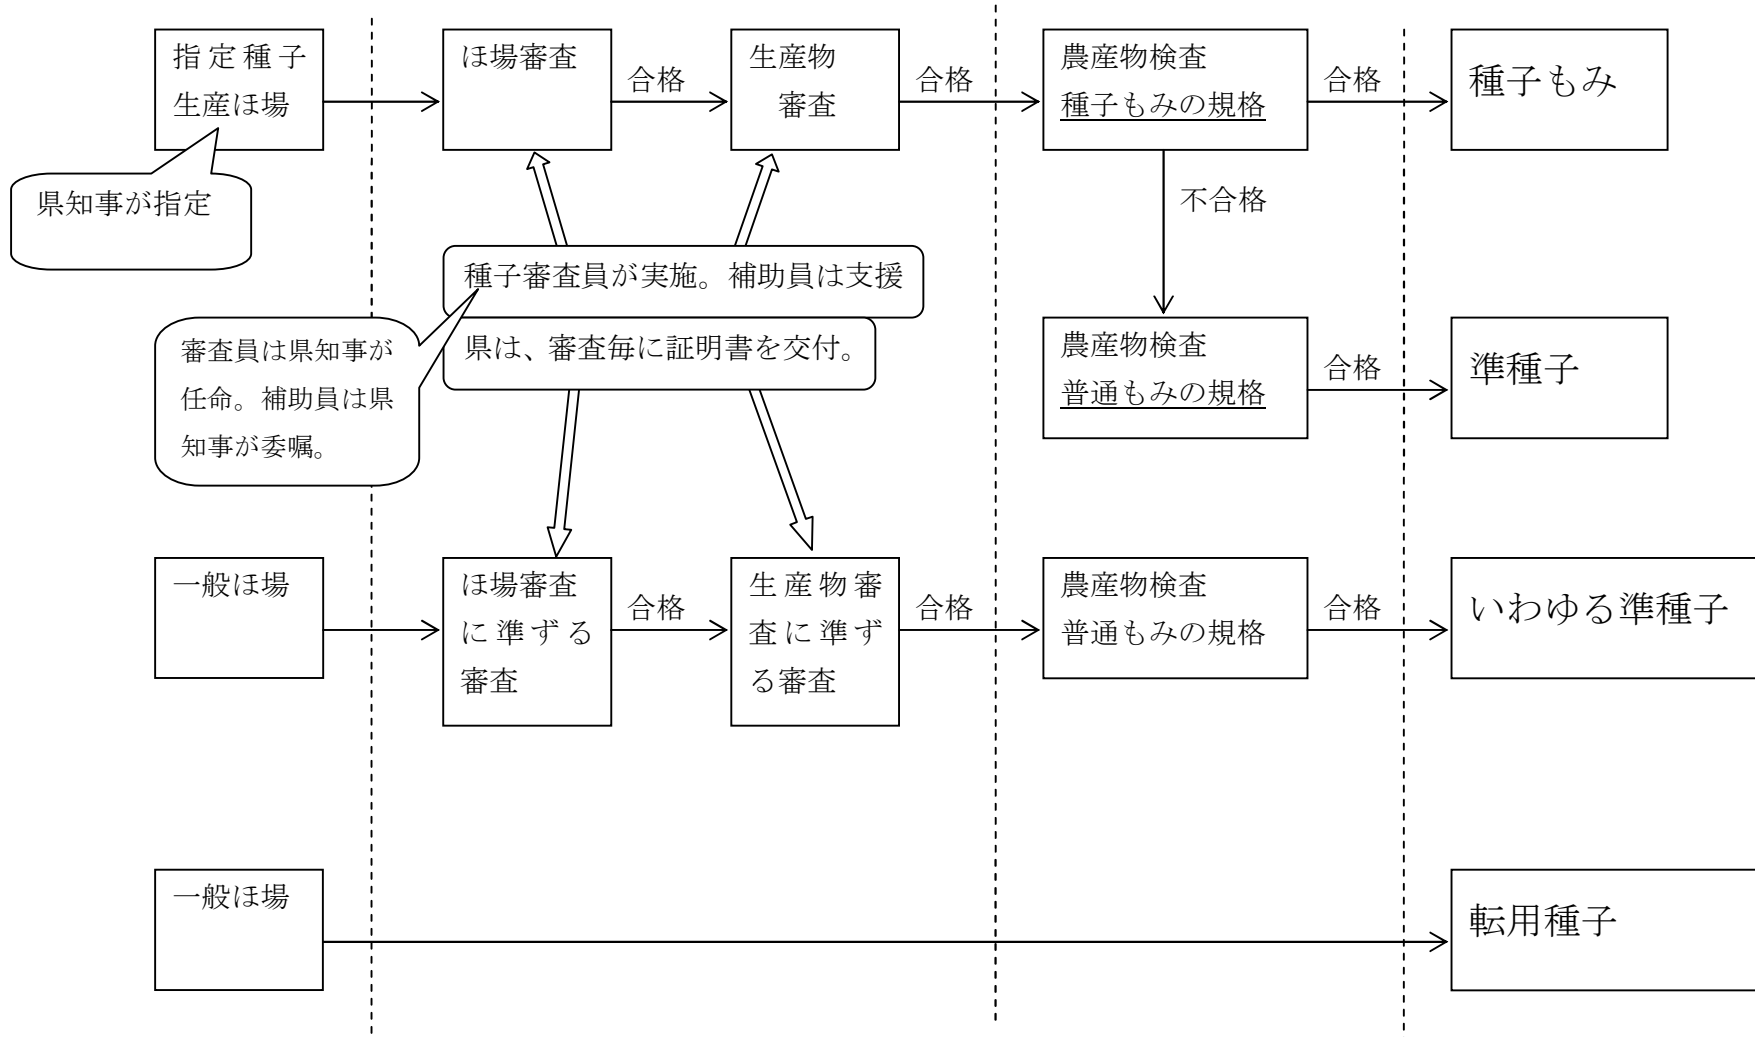 指定種子
生産ほ場
ほ場審査
合格
生産物
審査
合格
農産物検査
種子もみの規格
合格
種子もみ
県知事が指定
不合格
種子審査員が実施。補助員は支援
県は、審査毎に証明書を交付。
審査員は県知事が
任命。補助員は県
知事が委嘱。
農産物検査
普通もみの規格
合格
準種子
一般ほ場
ほ場審査
に準ずる
審査
合格
生産物審
査に準ず
る審査
合格
農産物検査
普通もみの規格
合格
いわゆる準種子
一般ほ場
転用種子